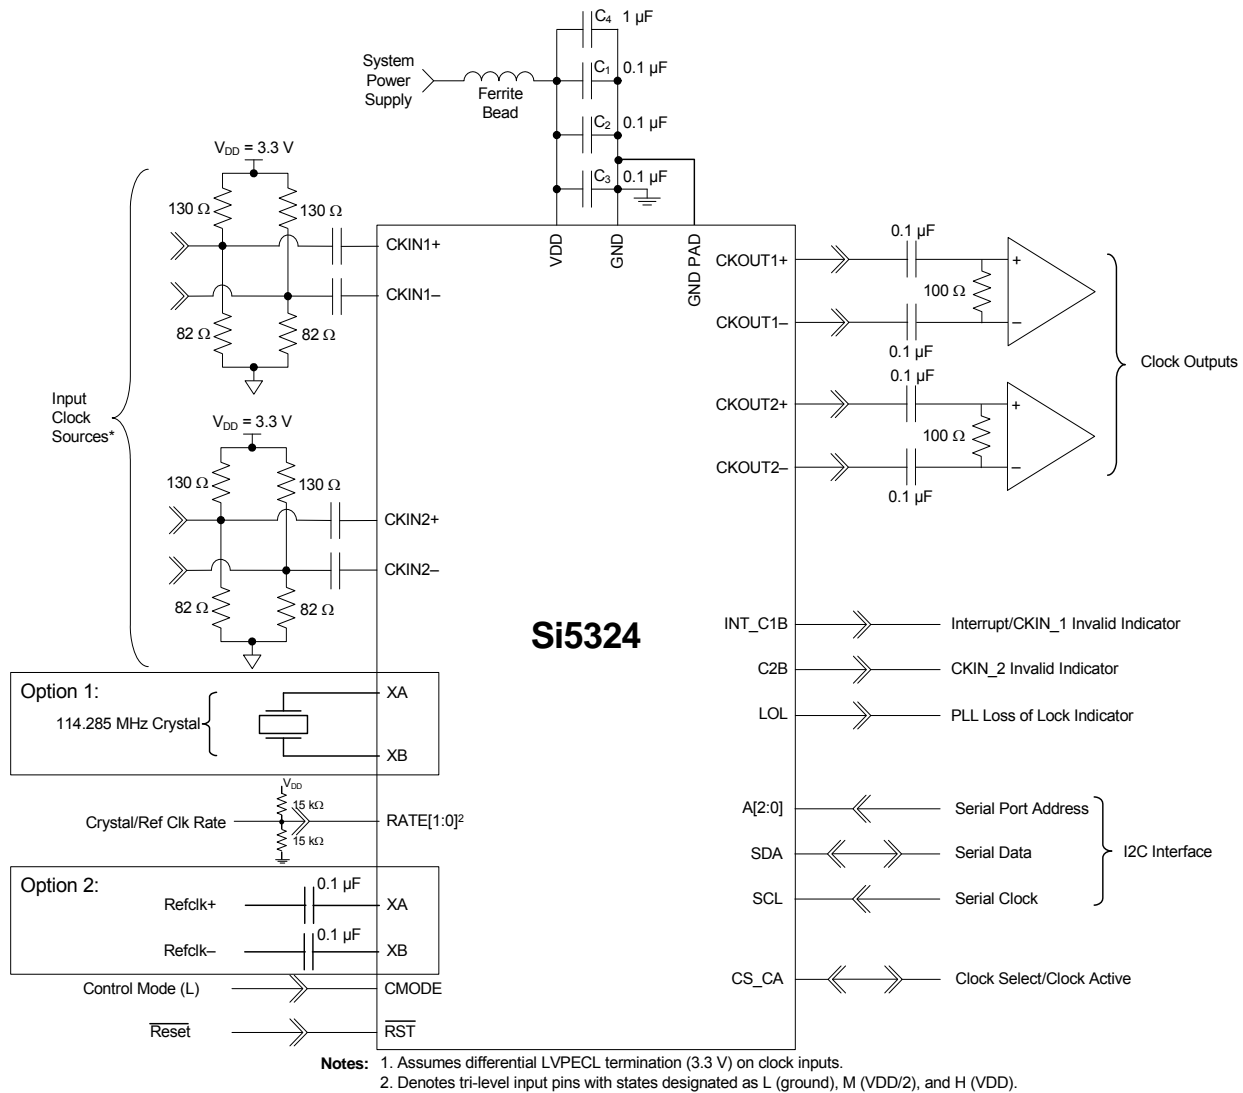 C4 1 µF
System
Power
Supply
Ferrite
Bead
C1 0.1 µF
C2 0.1 µF
C3 0.1 µF
VDD = 3.3 V
130 Ω
130 Ω
82 Ω
82 Ω
CKIN1+
CKIN1–
VDD
GND
GND PAD
CKOUT1+
CKOUT1–
0.1 µF
100 Ω
+
–
0.1 µF
0.1 µF
CKOUT2+
CKOUT2–
100 Ω
+
–
0.1 µF
Clock Outputs
Input
Clock
Sources*
VDD = 3.3 V
130 Ω
130 Ω
82 Ω
82 Ω
CKIN2+
CKIN2–
Si5324
INT_C1B Interrupt/CKIN_1 Invalid Indicator
C2B CKIN_2 Invalid Indicator
LOL PLL Loss of Lock Indicator
Option 1:
114.285 MHz Crystal
XA
XB
VDD
15 kΩ
Crystal/Ref Clk Rate
15 kΩ
RATE[1:0]2
A[2:0] Serial Port Address
SDA Serial Data
SCL Serial Clock
I2C Interface
Option 2:
0.1 µF
Refclk+ XA
0.1 µF
Refclk– XB
CS_CA Clock Select/Clock Active
Control Mode (L) CMODE
Reset RST
Notes: 1. Assumes differential LVPECL termination (3.3 V) on clock inputs.
2. Denotes tri-level input pins with states designated as L (ground), M (VDD/2), and H (VDD).